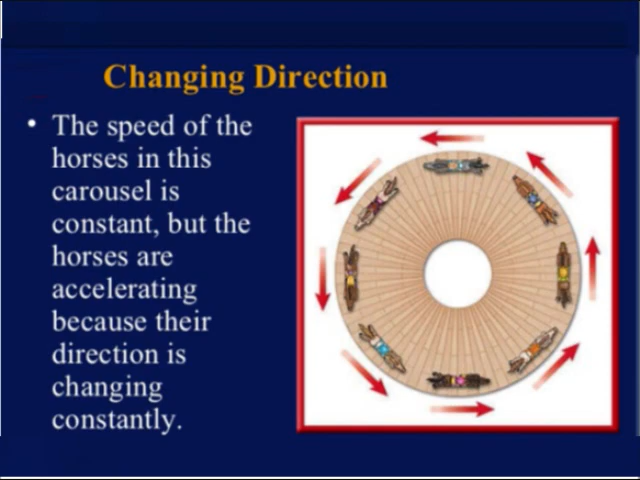 Changing Direction
• The speed of the
horses in this
carousel is
constant, but the
horses are
accelerating
because their
direction is
changing
constantly.